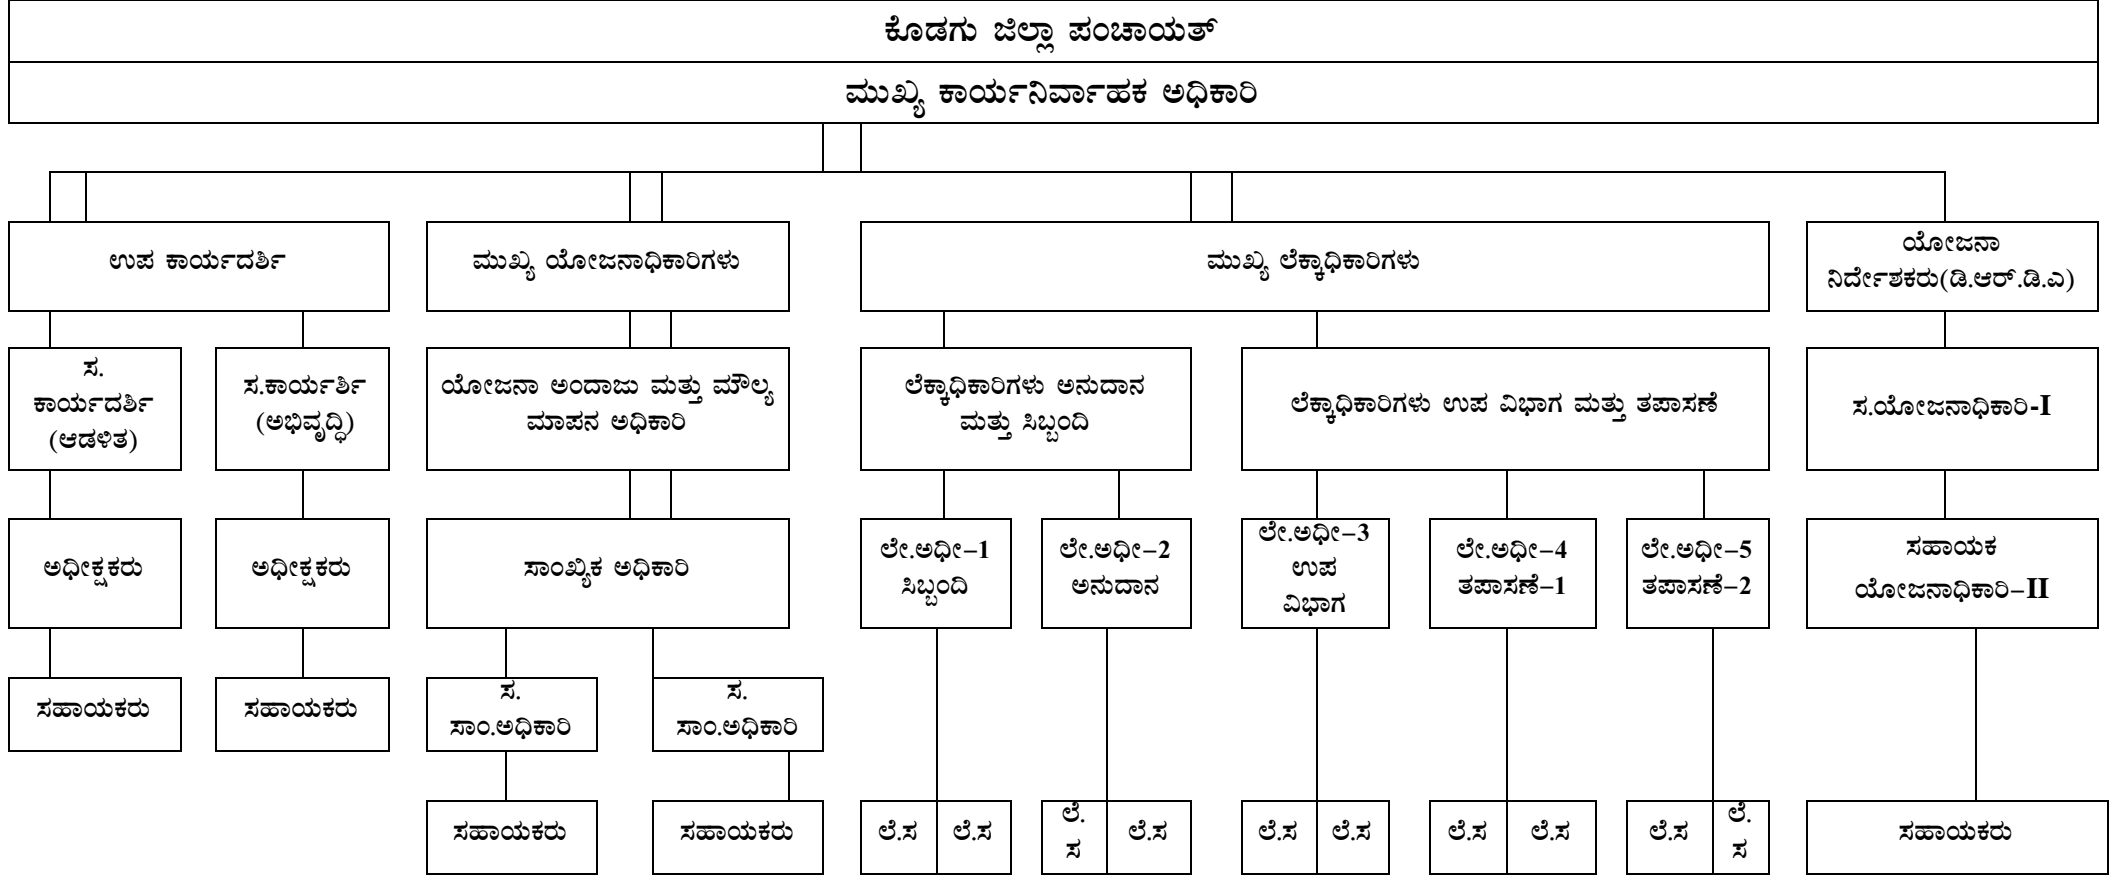 ಕೊಡಗು ಜಿಲ್ಲಾ ಪಂಚಾಯತ್
ಮುಖ್ಯ ಕಾರ್ಯನಿರ್ವಾಹಕ ಅಧಿಕಾರಿ
ಉಪ ಕಾರ್ಯದರ್ಶಿ
ಮುಖ್ಯ ಯೋಜನಾಧಿಕಾರಿಗಳು
ಮುಖ್ಯ ಲೆಕ್ಕಾಧಿಕಾರಿಗಳು
ಯೋಜನಾ
ನಿರ್ದೇಶಕರು(ಡಿ.ಆರ್.ಡಿ.ಎ)
ಸ.
ಕಾರ್ಯದರ್ಶಿ
(ಆಡಳಿತ)
ಸ.ಕಾರ್ಯರ್ಶಿ
(ಅಭಿವೃದ್ಧಿ)
ಯೋಜನಾ ಅಂದಾಜು ಮತ್ತು ಮೌಲ್ಯ
ಮಾಪನ ಅಧಿಕಾರಿ
ಲೆಕ್ಕಾಧಿಕಾರಿಗಳು ಅನುದಾನ
ಮತ್ತು ಸಿಬ್ಬಂದಿ
ಲೆಕ್ಕಾಧಿಕಾರಿಗಳು ಉಪ ವಿಭಾಗ ಮತ್ತು ತಪಾಸಣೆ
ಸ.ಯೋಜನಾಧಿಕಾರಿ-I
ಅಧೀಕ್ಷಕರು
ಅಧೀಕ್ಷಕರು
ಸಾಂಖ್ಯಿಕ ಅಧಿಕಾರಿ
ಲೇ.ಅಧೀ–1
ಸಿಬ್ಬಂದಿ
ಲೇ.ಅಧೀ–2
ಅನುದಾನ
ಲೇ.ಅಧೀ–3
ಉಪ
ವಿಭಾಗ
ಲೇ.ಅಧೀ–4
ತಪಾಸಣೆ–1
ಲೇ.ಅಧೀ–5
ತಪಾಸಣೆ–2
ಸಹಾಯಕ
ಯೋಜನಾಧಿಕಾರಿ–II
ಸಹಾಯಕರು
ಸಹಾಯಕರು
ಸ.
ಸಾಂ.ಅಧಿಕಾರಿ
ಸ.
ಸಾಂ.ಅಧಿಕಾರಿ
ಸಹಾಯಕರು
ಸಹಾಯಕರು
ಲೆ.ಸ
ಲೆ.ಸ
ಲೆ.
ಸ
ಲೆ.ಸ
ಲೆ.ಸ
ಲೆ.ಸ
ಲೆ.ಸ
ಲೆ.ಸ
ಲೆ.ಸ
ಲೆ.
ಸ
ಸಹಾಯಕರು